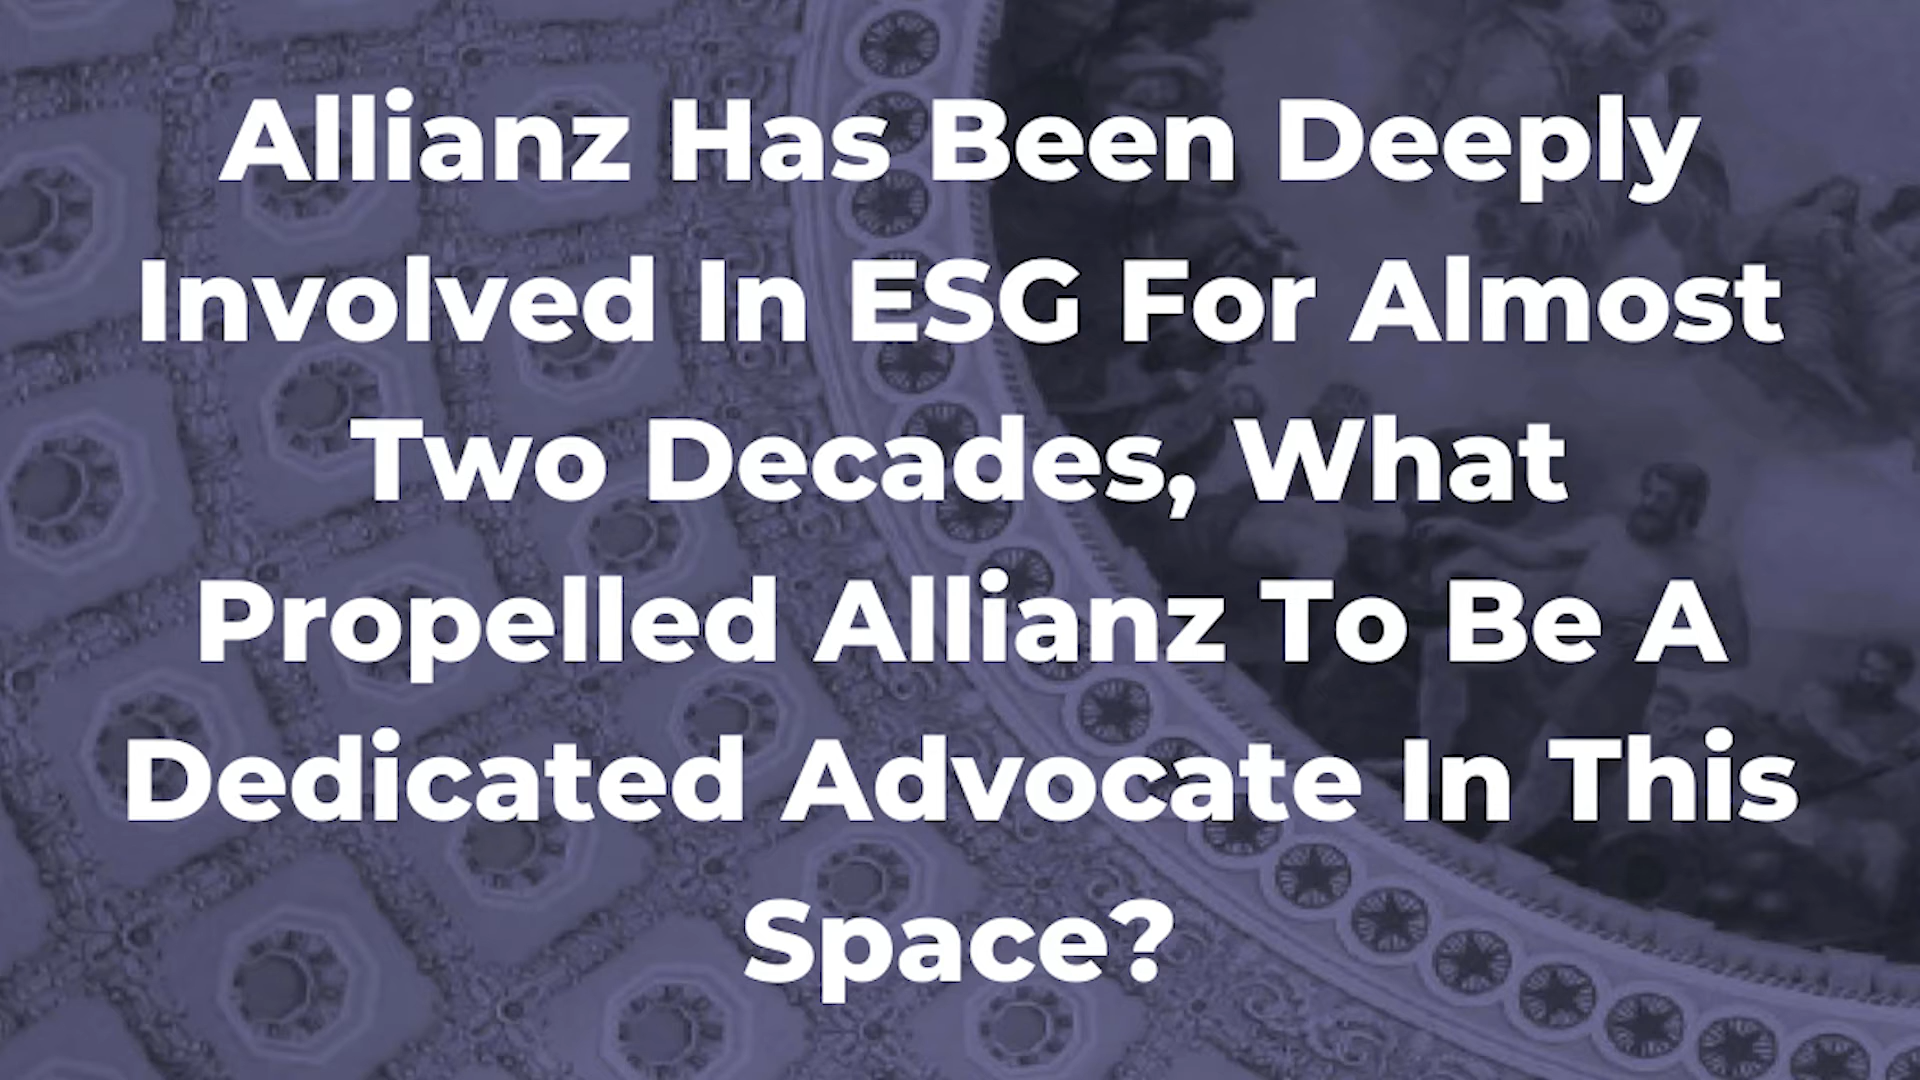 Allianz Has Been Deeply
Involved In ESG For Almost
Two Decades, What
Propelled Allianz To Be A
Dedicated Advocate In This
Space?